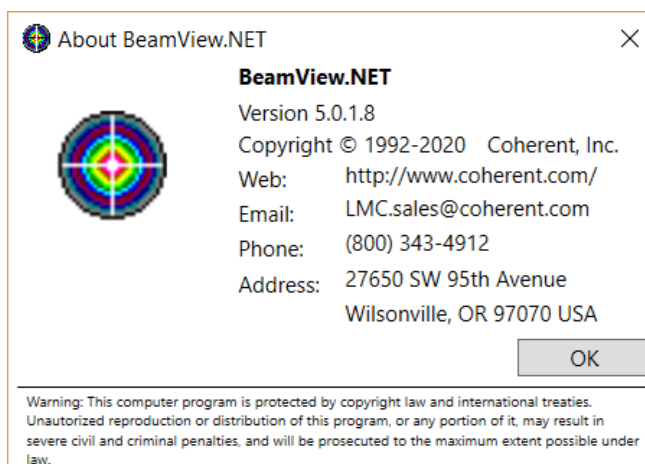 About BeamView.NET
BeamView.NET
Version 5.0.1.8
Copyright © 1992-2020 Coherent, Inc.
Web: http://www.coherent.com/
Email: LMC.sales@coherent.com
Phone: (800) 343-4912
Address: 27650 SW 95th Avenue
Wilsonville, OR 97070 USA
OK
Warning: This computer program is protected by copyright law and international treaties.
Unautorized reproduction or distribution of this program, or any portion of it, may result in
severe civil and criminal penalties, and will be prosecuted to the maximum extent possible under
law.